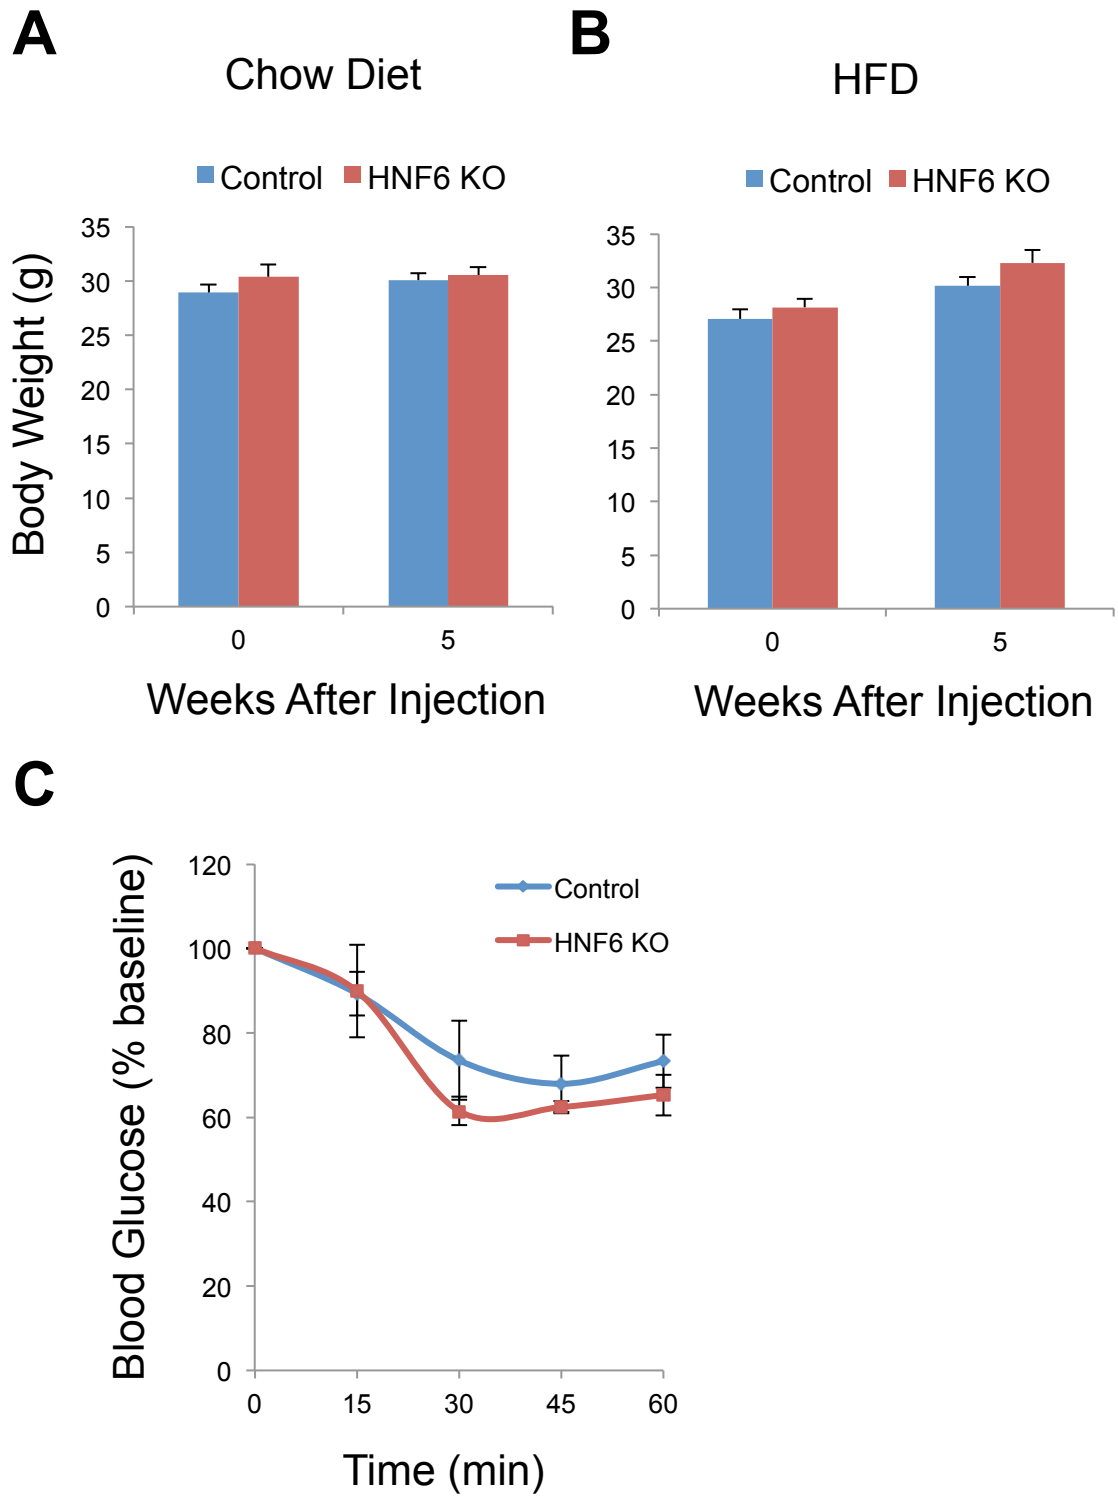 A
Chow Diet
Control HNF6 KO
Body Weight (g)
35
30
25
20
15
10
5
0
0 5
Weeks After Injection
B
HFD
Control HNF6 KO
35
30
25
20
15
10
5
0
0 5
Weeks After Injection
C
Blood Glucose (% baseline)
120
100
80
60
40
20
0
Control
HNF6 KO
0 15 30 45 60
Time (min)